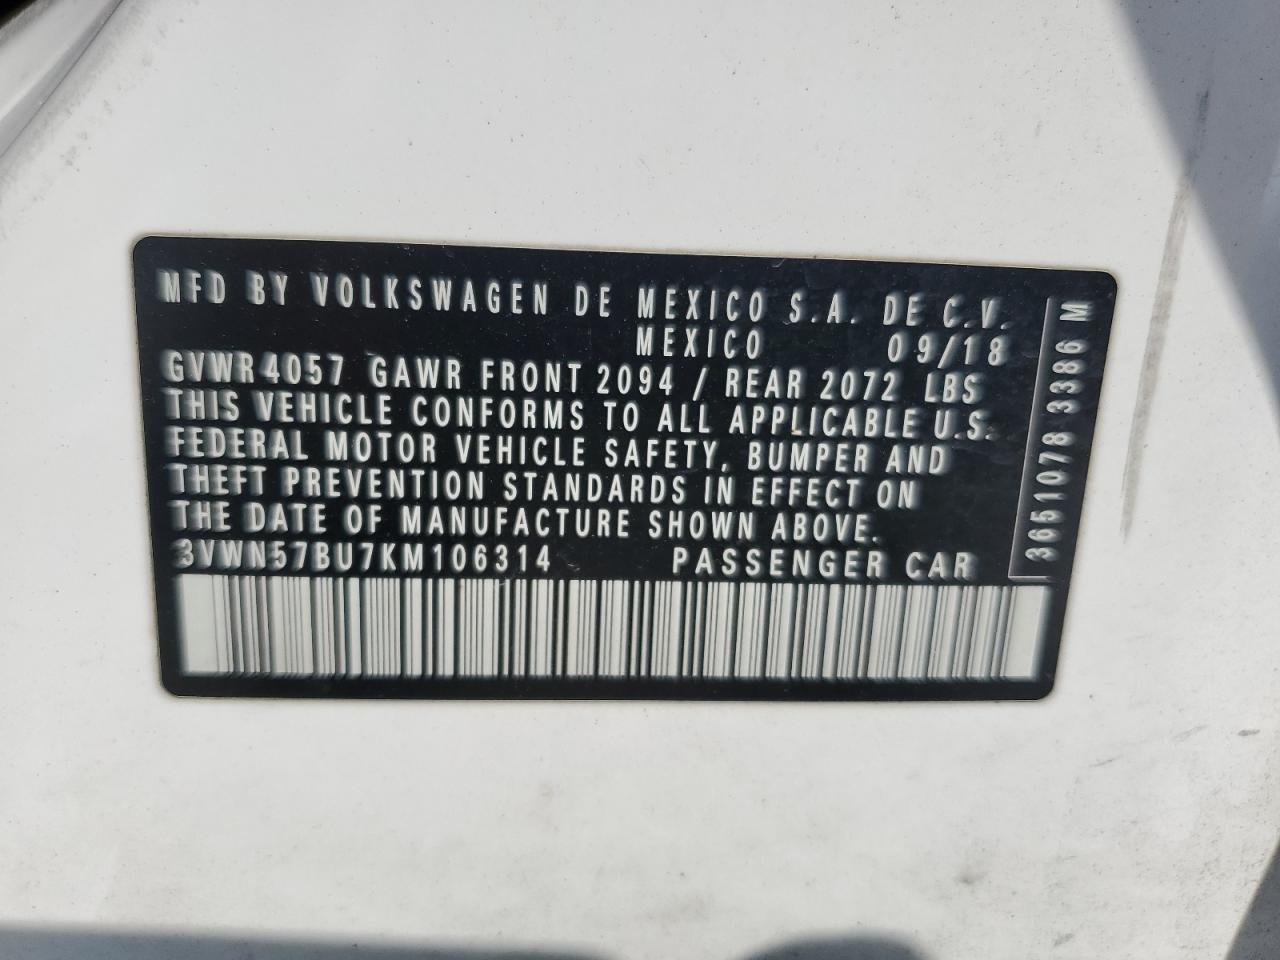 MFD BY VOLKSWAGEN DE MEXICO S.A. DE C.V.
MEXICO 09/18
GVWR4057 GAWR FRONT 2094 / REAR 2072 LBS
THIS VEHICLE CONFORMS TO ALL APPLICABLE U.S.
FEDERAL MOTOR VEHICLE SAFETY, BUMPER AND
THEFT PREVENTION STANDARDS IN EFFECT ON
THE DATE OF MANUFACTURE SHOWN ABOVE.
3VWN57BU7KM106314 PASSENGER CAR
3651078 3386 M